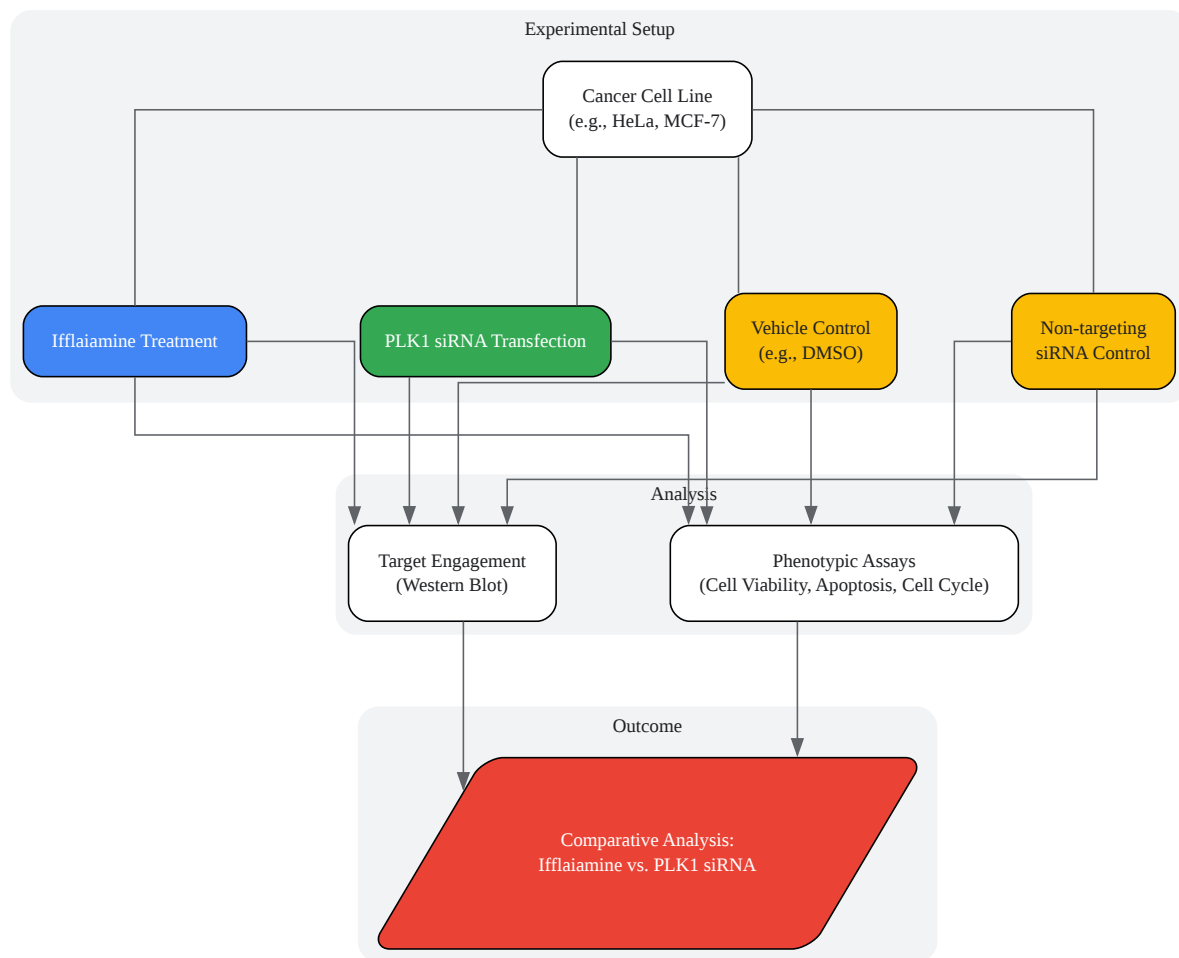 Experimental Setup
Cancer Cell Line
(e.g., HeLa, MCF-7)
Ifflaiamine Treatment
PLK1 siRNA Transfection
Vehicle Control
(e.g., DMSO)
Non-targeting
siRNA Control
Analysis
Target Engagement
(Western Blot)
Phenotypic Assays
(Cell Viability, Apoptosis, Cell Cycle)
Outcome
Comparative Analysis:
Ifflaiamine vs. PLK1 siRNA